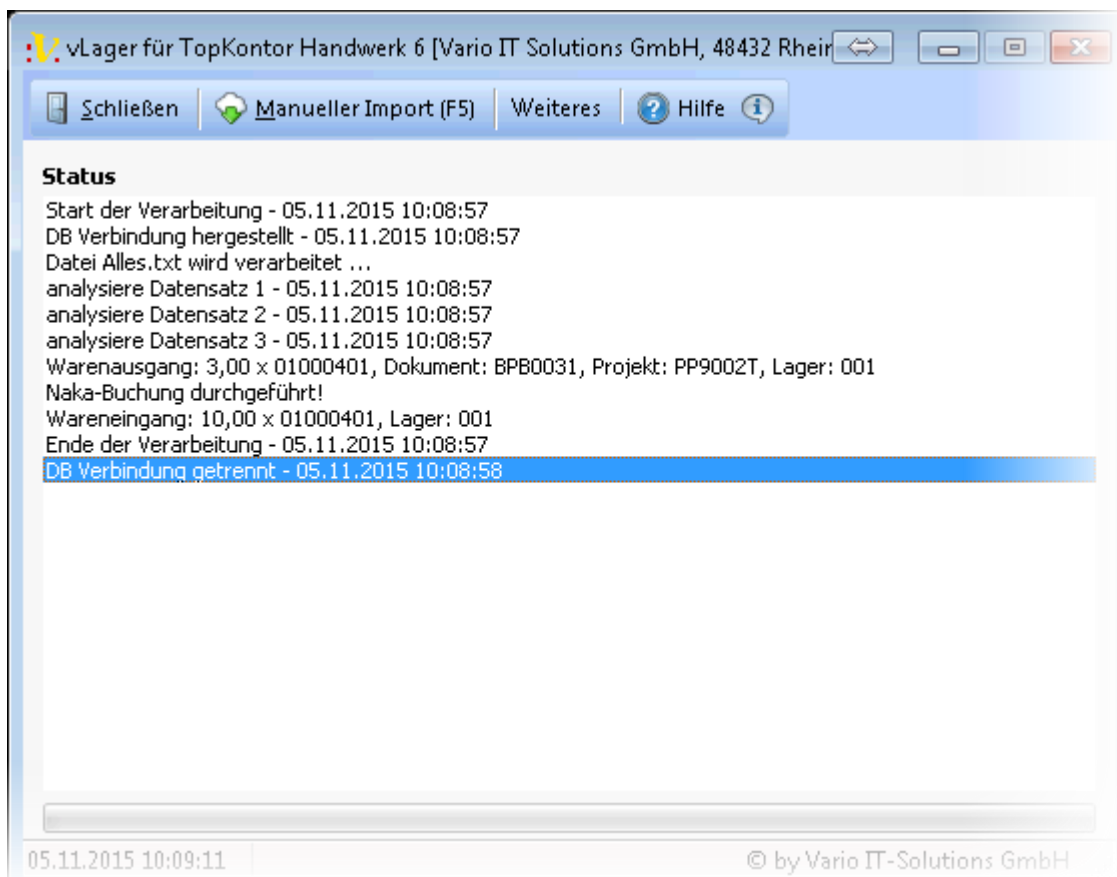 vLager für TopKontor Handwerk 6 [Vario IT Solutions GmbH, 48432 Rhein
Schließen Manueller Import (F5) Weiteres Hilfe
Status
Start der Verarbeitung - 05.11.2015 10:08:57
DB Verbindung hergestellt - 05.11.2015 10:08:57
Datei Alles.txt wird verarbeitet ...
analysiere Datensatz 1 - 05.11.2015 10:08:57
analysiere Datensatz 2 - 05.11.2015 10:08:57
analysiere Datensatz 3 - 05.11.2015 10:08:57
Warenausgang: 3,00 x 01000401, Dokument: BPB0031, Projekt: PP9002T, Lager: 001
Naka-Buchung durchgeführt!
Wareneingang: 10,00 x 01000401, Lager: 001
Ende der Verarbeitung - 05.11.2015 10:08:57
DB Verbindung getrennt - 05.11.2015 10:08:58
05.11.2015 10:09:11 © by Vario IT-Solutions GmbH